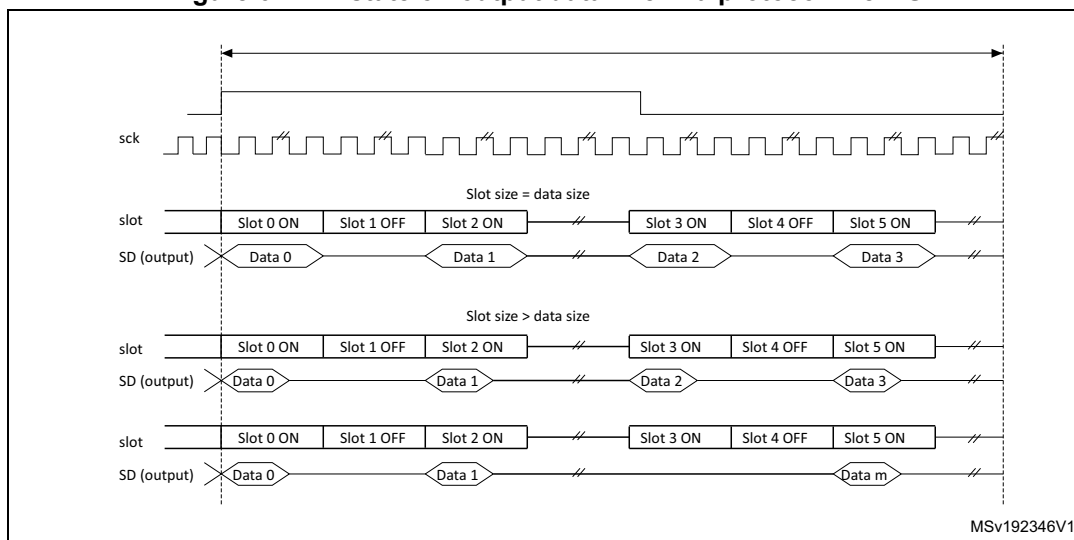 sck
Slot size = data size
slot Slot 0 ON Slot 1 OFF Slot 2 ON Slot 3 ON Slot 4 OFF Slot 5 ON
SD (output) Data 0 Data 1 Data 2 Data 3
Slot size > data size
slot Slot 0 ON Slot 1 OFF Slot 2 ON Slot 3 ON Slot 4 OFF Slot 5 ON
SD (output) Data 0 Data 1 Data 2 Data 3
slot Slot 0 ON Slot 1 OFF Slot 2 ON Slot 3 ON Slot 4 OFF Slot 5 ON
SD (output) Data 0 Data 1 Data m
MSv192346V1